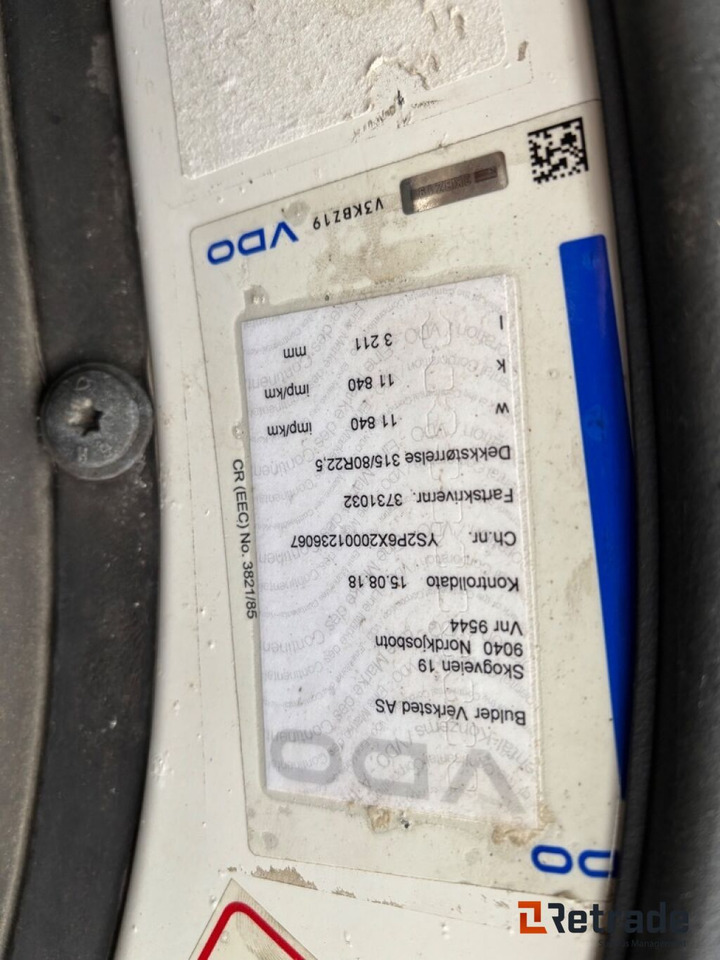 VDO
VDO
Bulder Verksted AS
Skogveien 19
9040 Nordkjosbotn
Vnr 9544
Kontrolldato 15.08.18
Ch.nr. YS2P6X20001236067
Fartskrivernr. 3731032
Dekkstørrelse 315/80R22,5
w 11 840 imp/km
k 11 840 imp/km
l 3 211 mm
CR (EEC) No. 3821/85
VDO V3KBZ19
Retrade